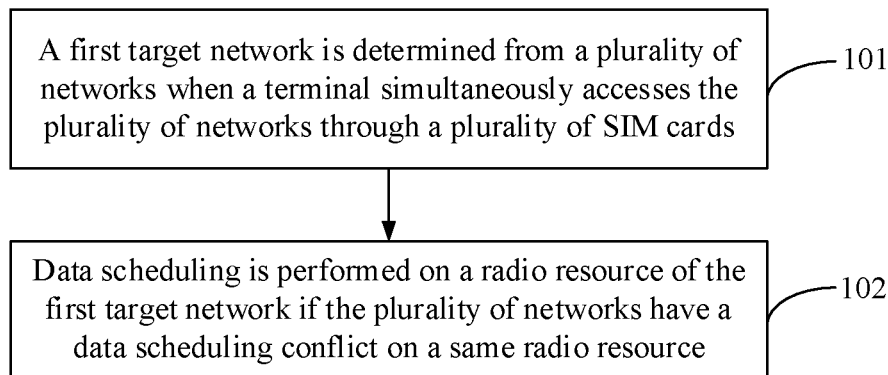 A first target network is determined from a plurality of
networks when a terminal simultaneously accesses the
plurality of networks through a plurality of SIM cards
101
Data scheduling is performed on a radio resource of the
first target network if the plurality of networks have a
data scheduling conflict on a same radio resource
102